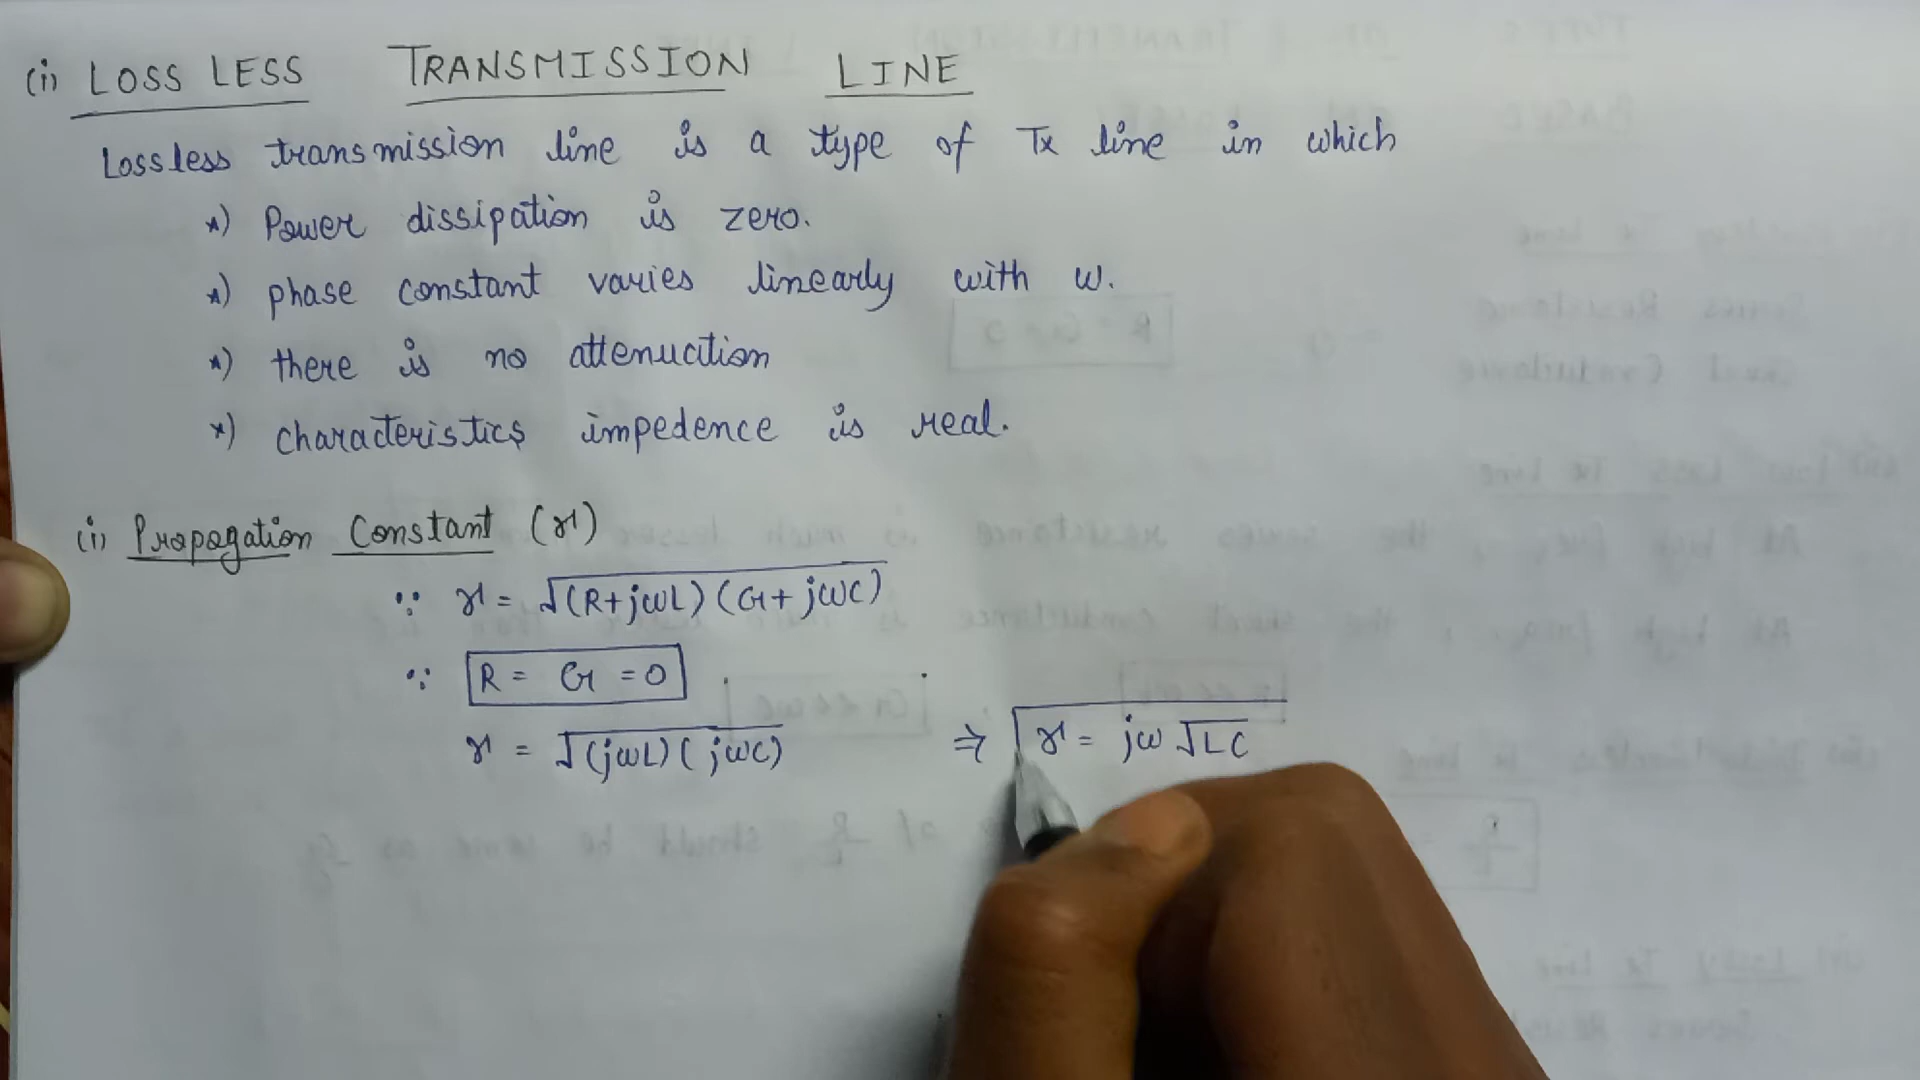 (i) LOSS LESS TRANSMISSION LINE
Lossless transmission line is a type of Tx line in which
*) Power dissipation is zero.
*) phase constant varies linearly with w.
*) there is no attenuation
*) characteristics impedence is real.
(i) Propagation Constant (γ)
∵ γ = √(R+jωL)(G+jωC)
∵ R = G = 0
γ = √(jωL)(jωC) ⇒ γ = jω √LC